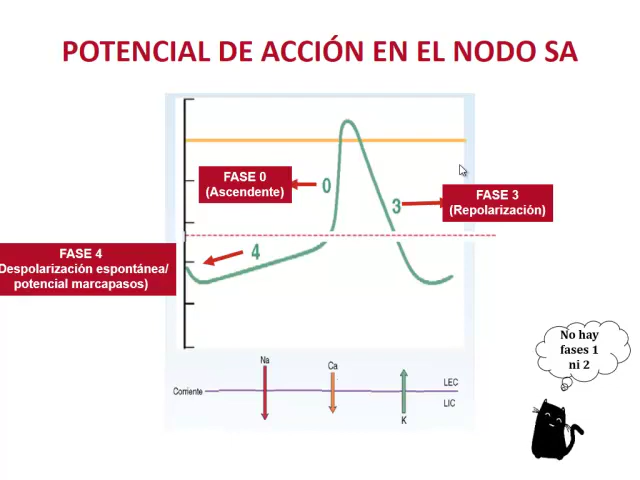 POTENCIAL DE ACCIÓN EN EL NODO SA
FASE 0
(Ascendente)
0
3
FASE 3
(Repolarización)
4
FASE 4
Despolarización espontánea/
potencial marcapasos)
No hay
fases 1
ni 2
Na
Ca
Corriente
LEC
LIC
K